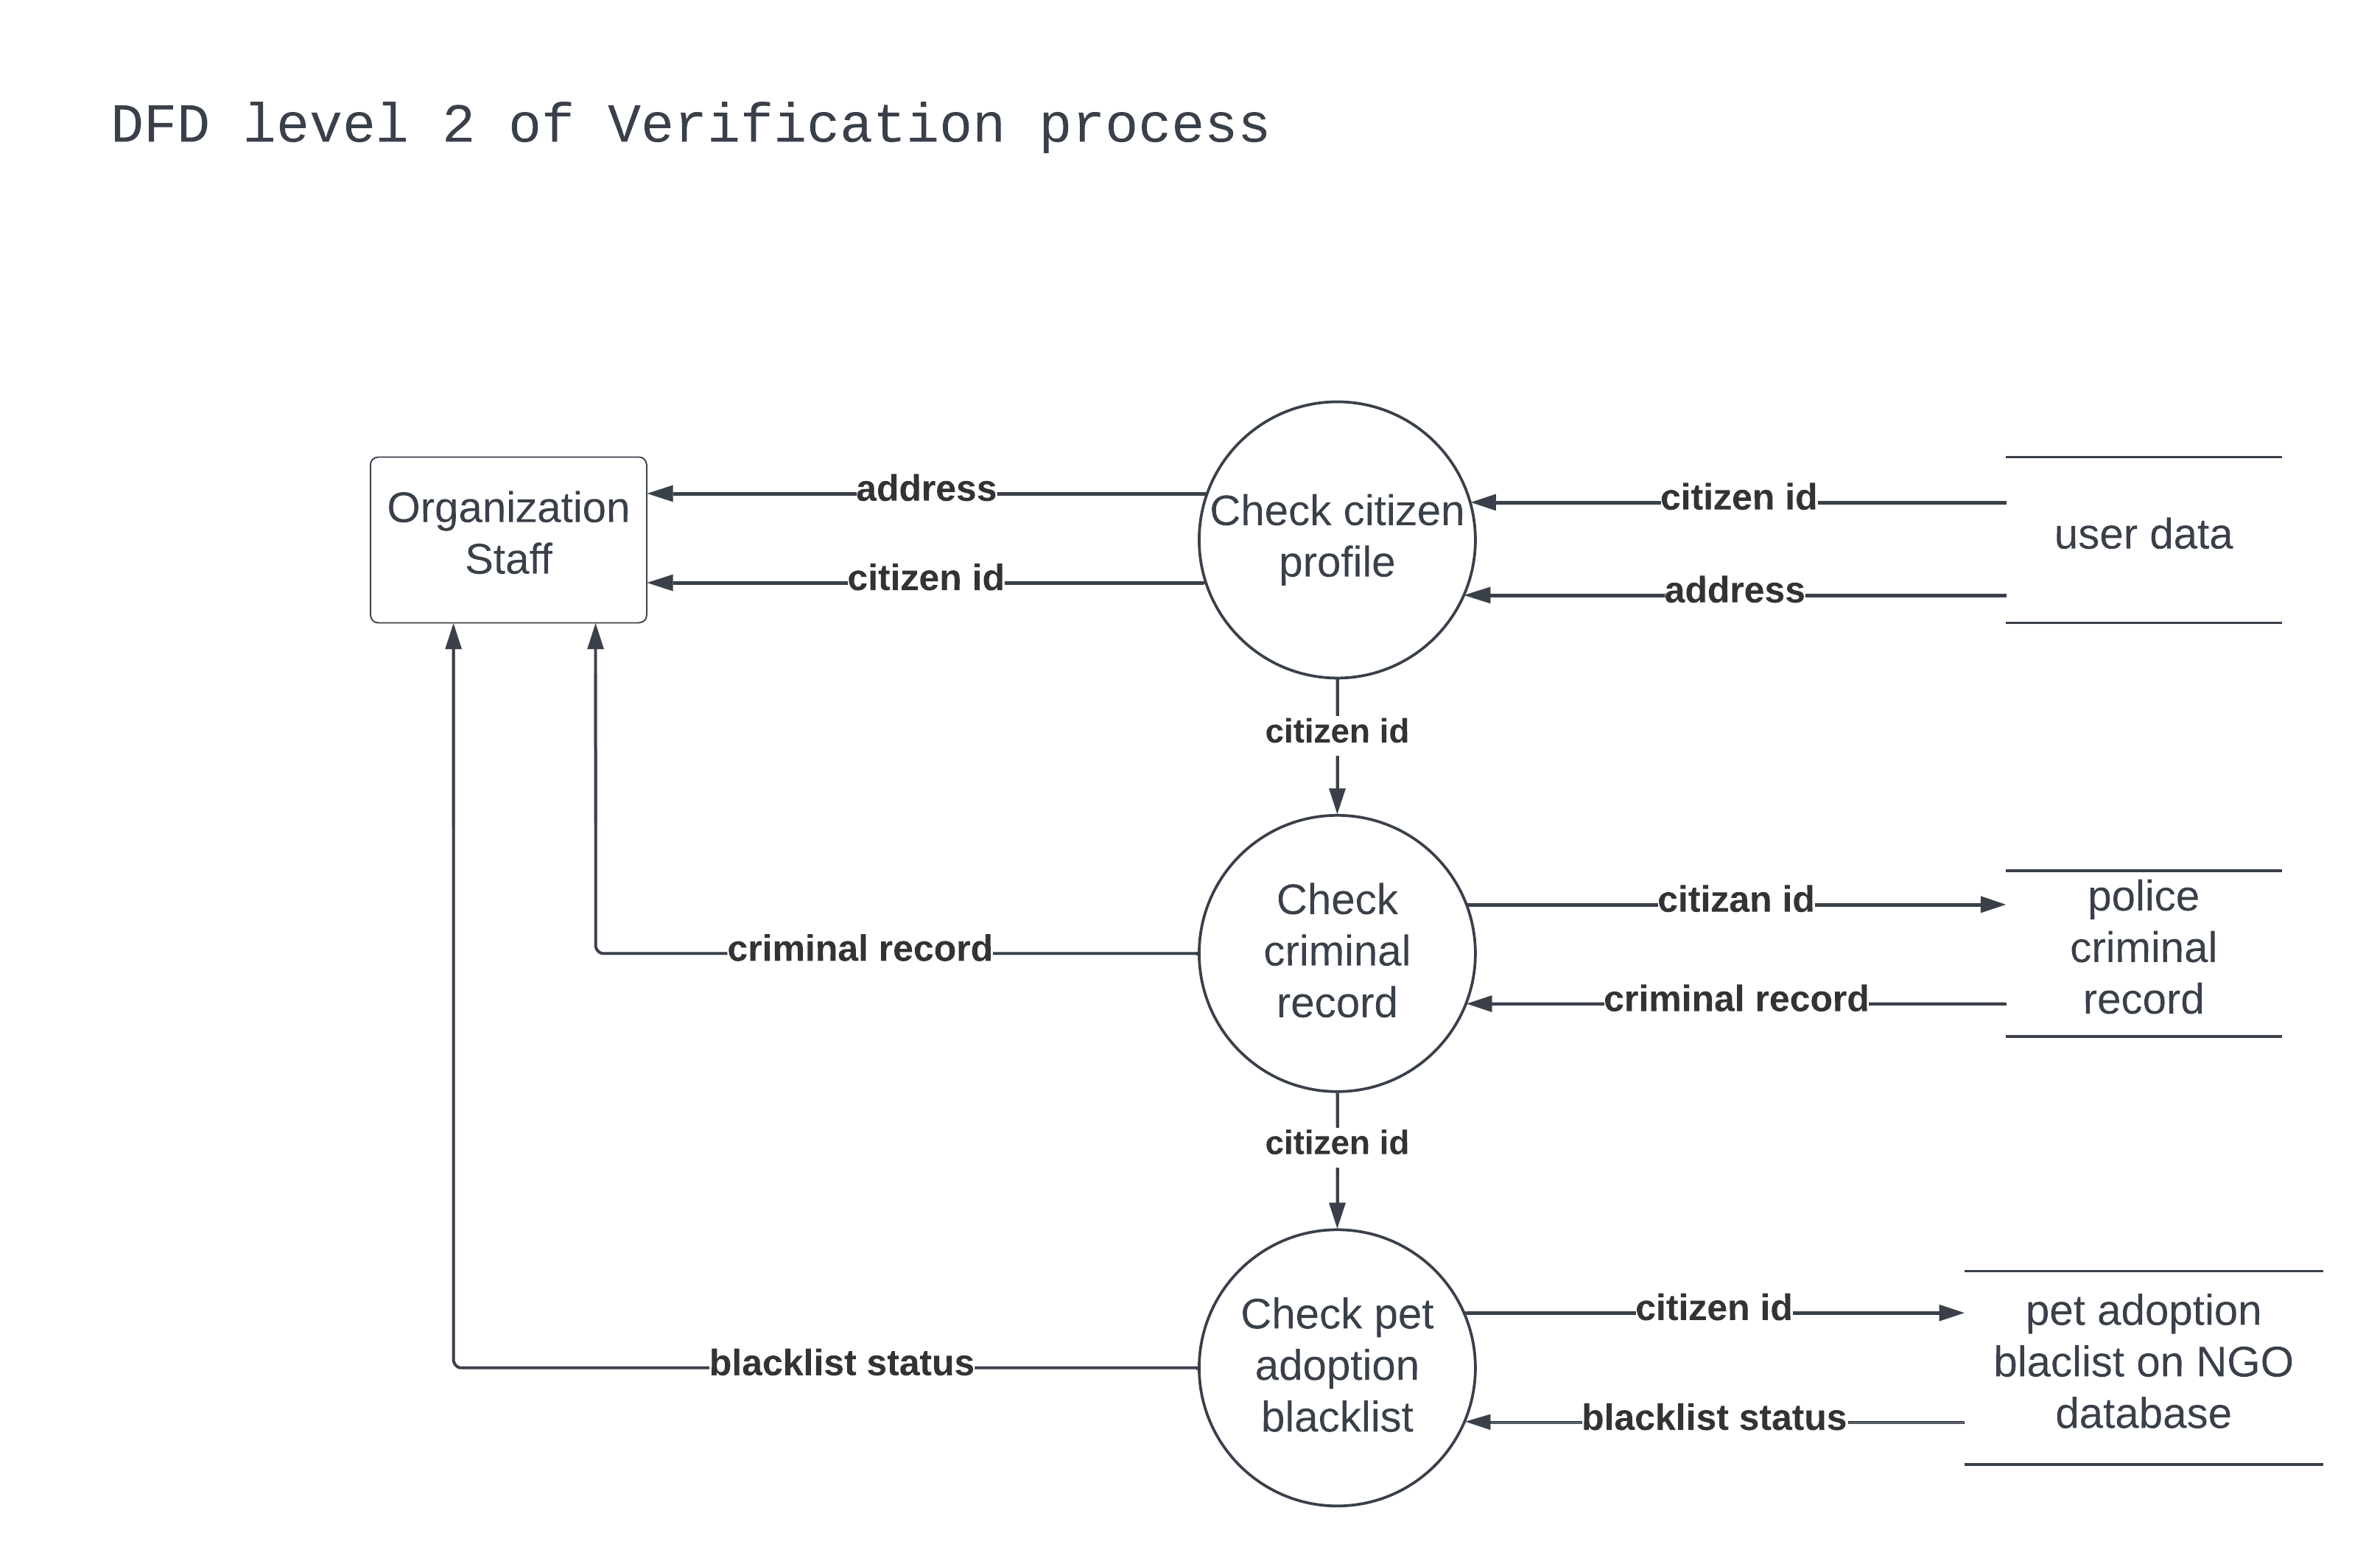 DFD level 2 of Verification process
Organization
Staff
address
citizen id
Check citizen
profile
citizen id
address
user data
citizen id
criminal record
Check
criminal
record
citizan id
criminal record
police
criminal
record
citizen id
blacklist status
Check pet
adoption
blacklist
citizen id
blacklist status
pet adoption
blaclist on NGO
database